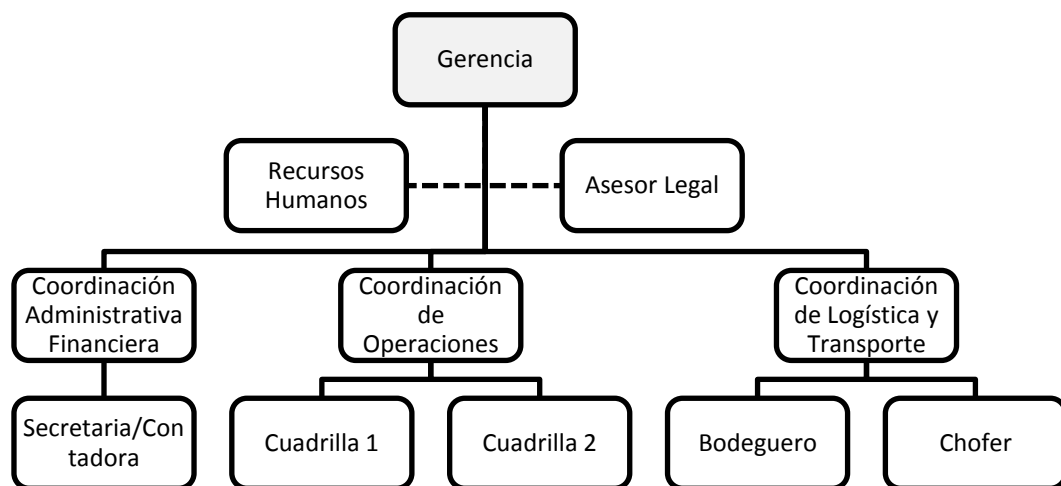 Gerencia
Recursos
Humanos
Asesor Legal
Coordinación
Administrativa
Financiera
Coordinación
de
Operaciones
Coordinación
de Logística y
Transporte
Secretaria/Con
tadora
Cuadrilla 1
Cuadrilla 2
Bodeguero
Chofer